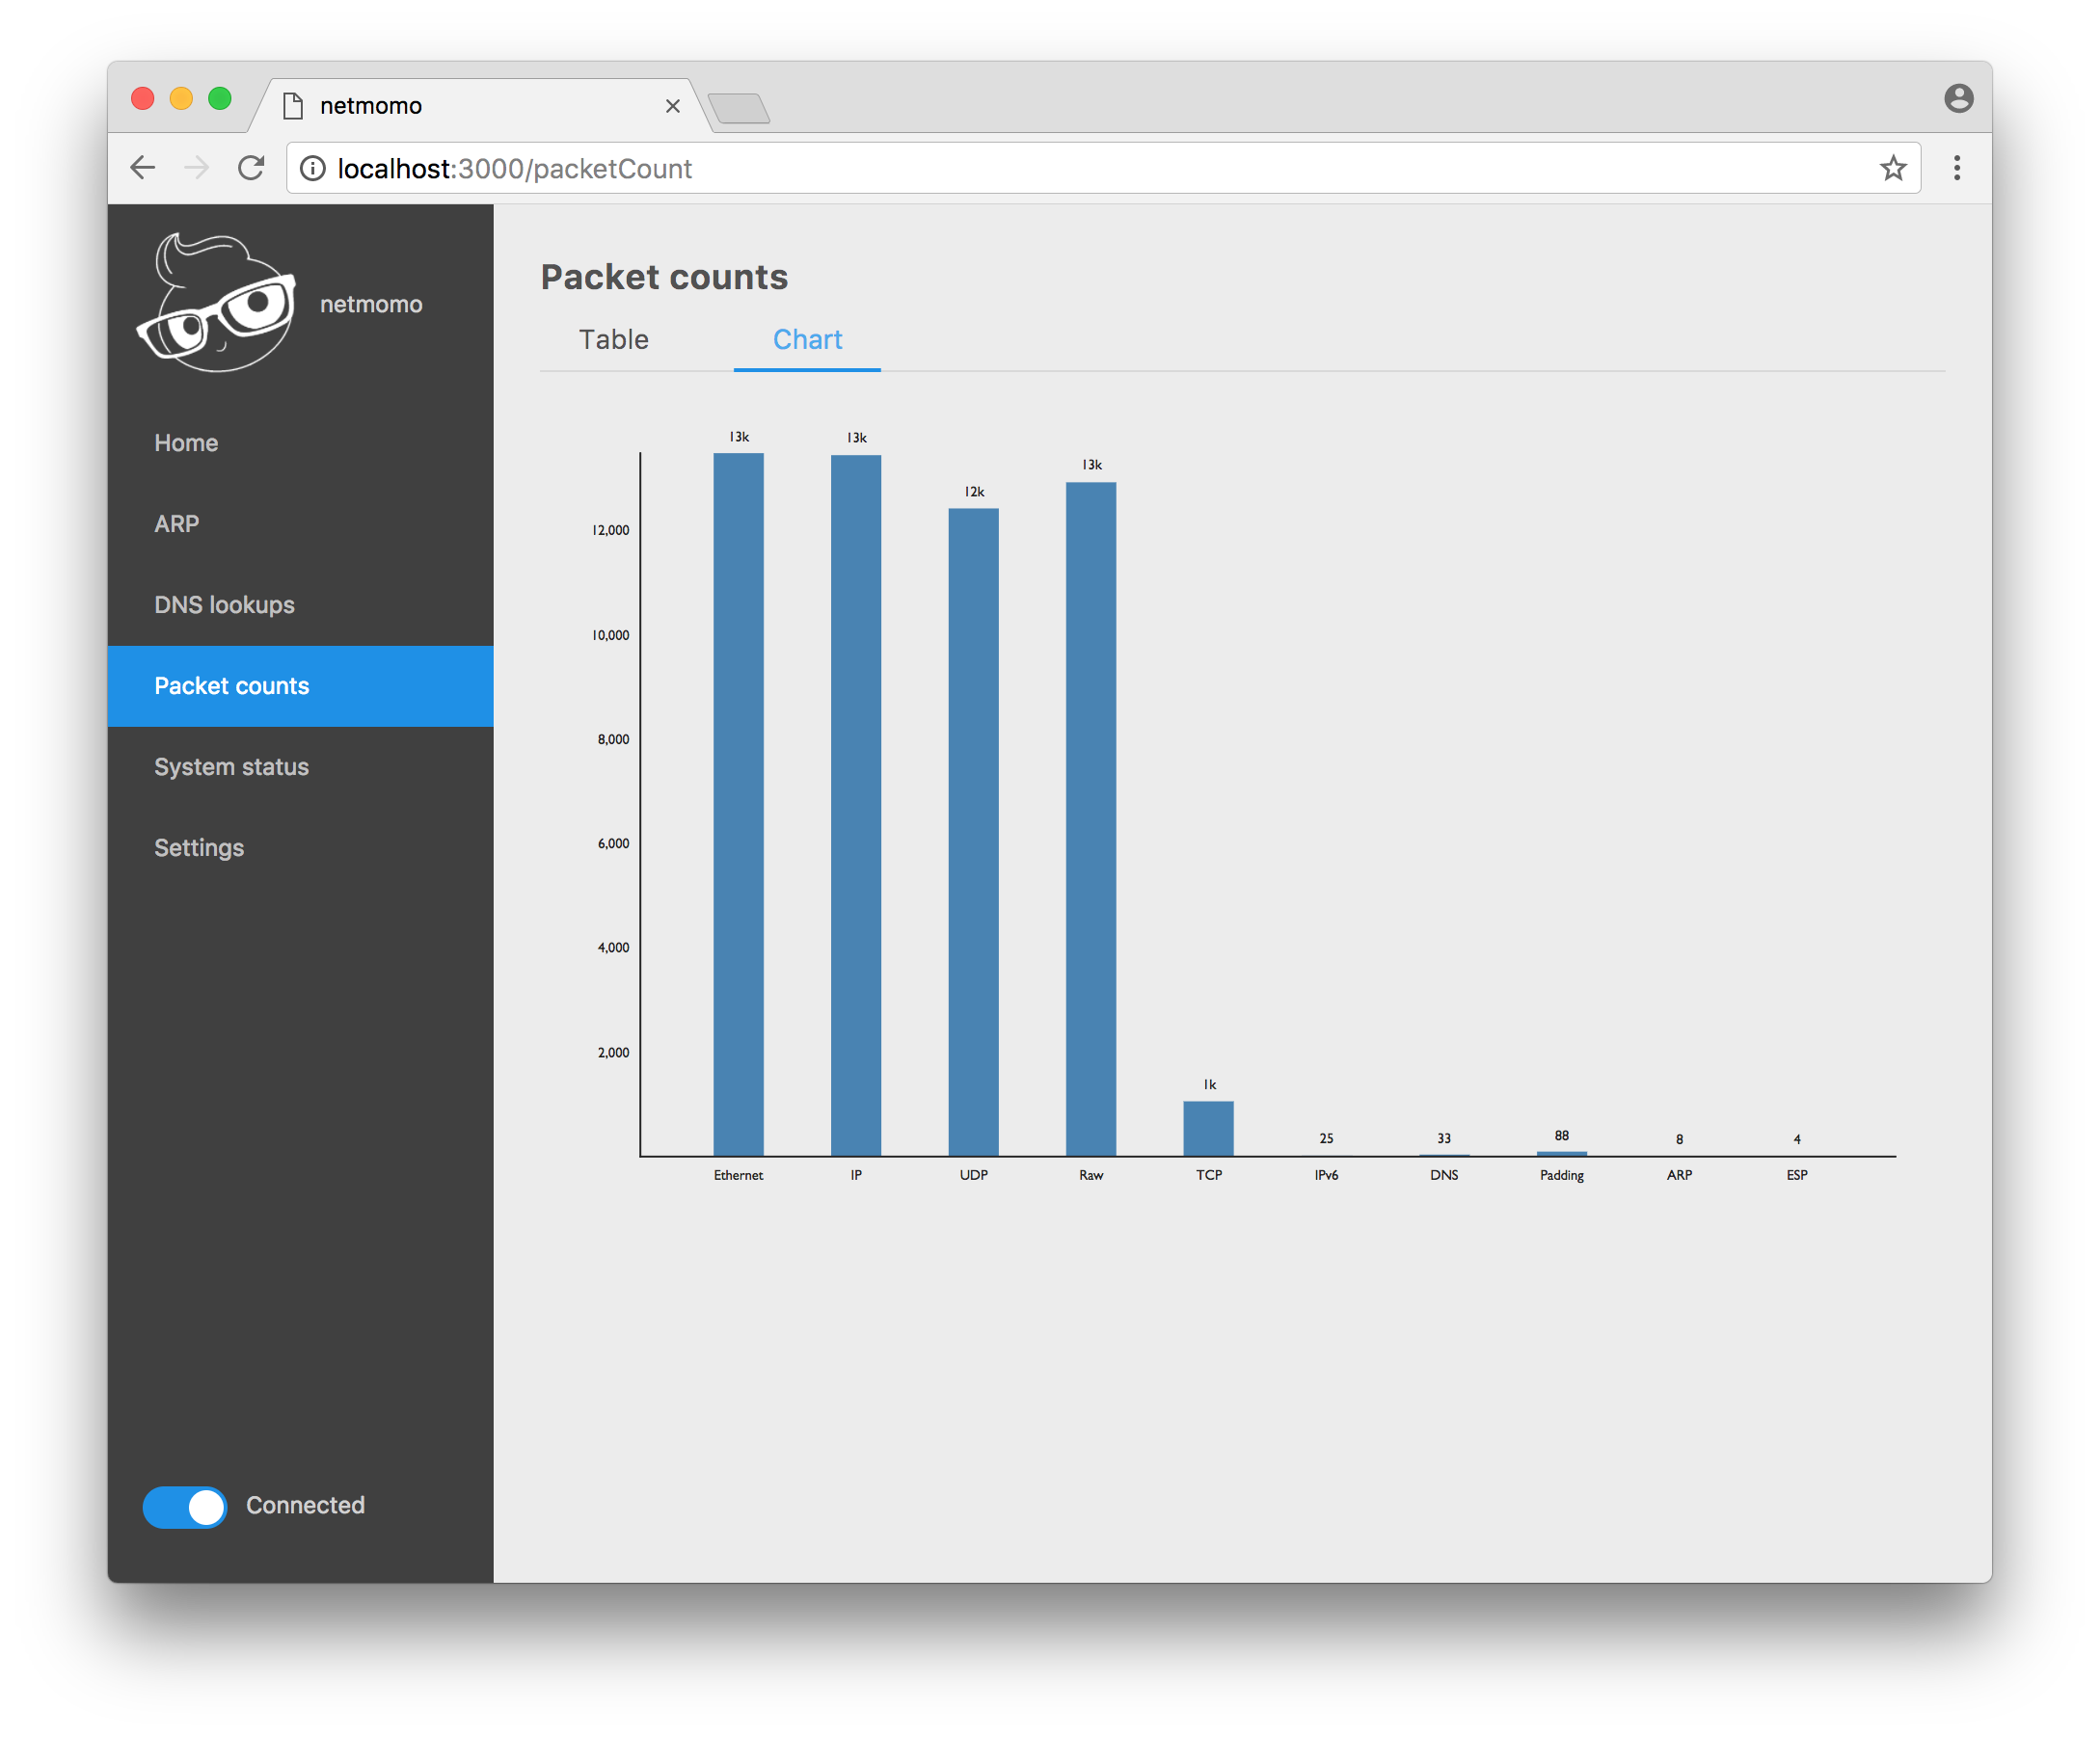 netmomo
localhost:3000/packetCount
netmomo
Home
ARP
DNS lookups
Packet counts
System status
Settings
Connected
Packet counts
Table Chart
13k 13k 12k 13k 1k 25 33 88 8 4
12,000
10,000
8,000
6,000
4,000
2,000
Ethernet IP UDP Raw TCP IPv6 DNS Padding ARP ESP